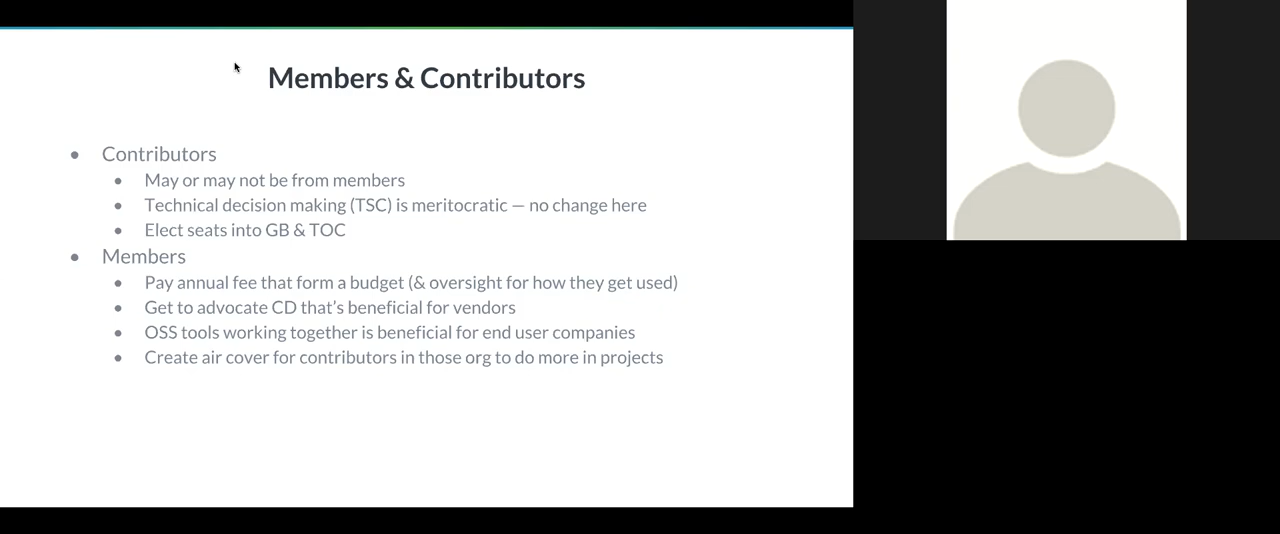 Members & Contributors
Contributors
May or may not be from members
Technical decision making (TSC) is meritocratic — no change here
Elect seats into GB & TOC
Members
Pay annual fee that form a budget (& oversight for how they get used)
Get to advocate CD that's beneficial for vendors
OSS tools working together is beneficial for end user companies
Create air cover for contributors in those org to do more in projects